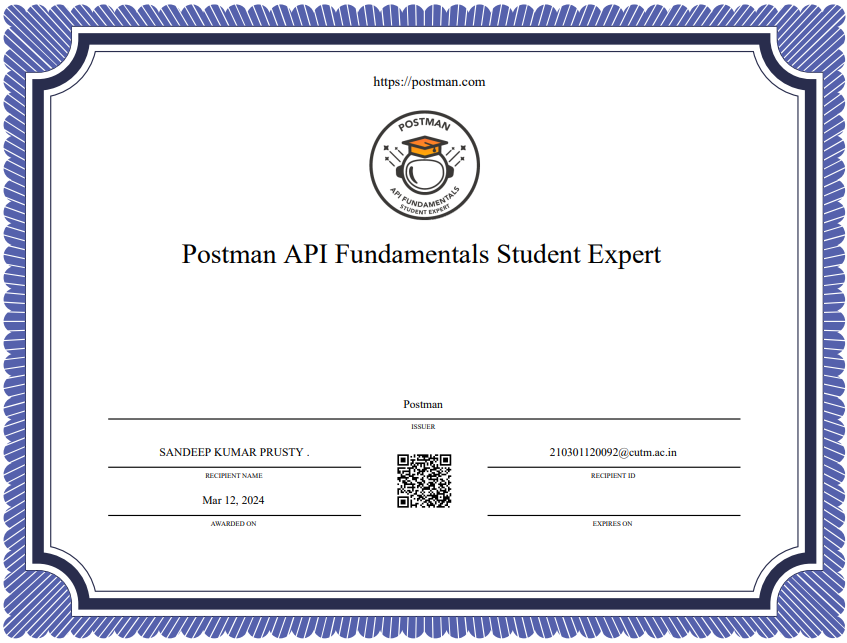 https://postman.com
POSTMAN
API FUNDAMENTALS
STUDENT EXPERT
Postman API Fundamentals Student Expert
Postman
ISSUER
SANDEEP KUMAR PRUSTY .
210301120092@cutm.ac.in
RECIPIENT NAME
RECIPIENT ID
Mar 12, 2024
AWARDED ON
EXPIRES ON